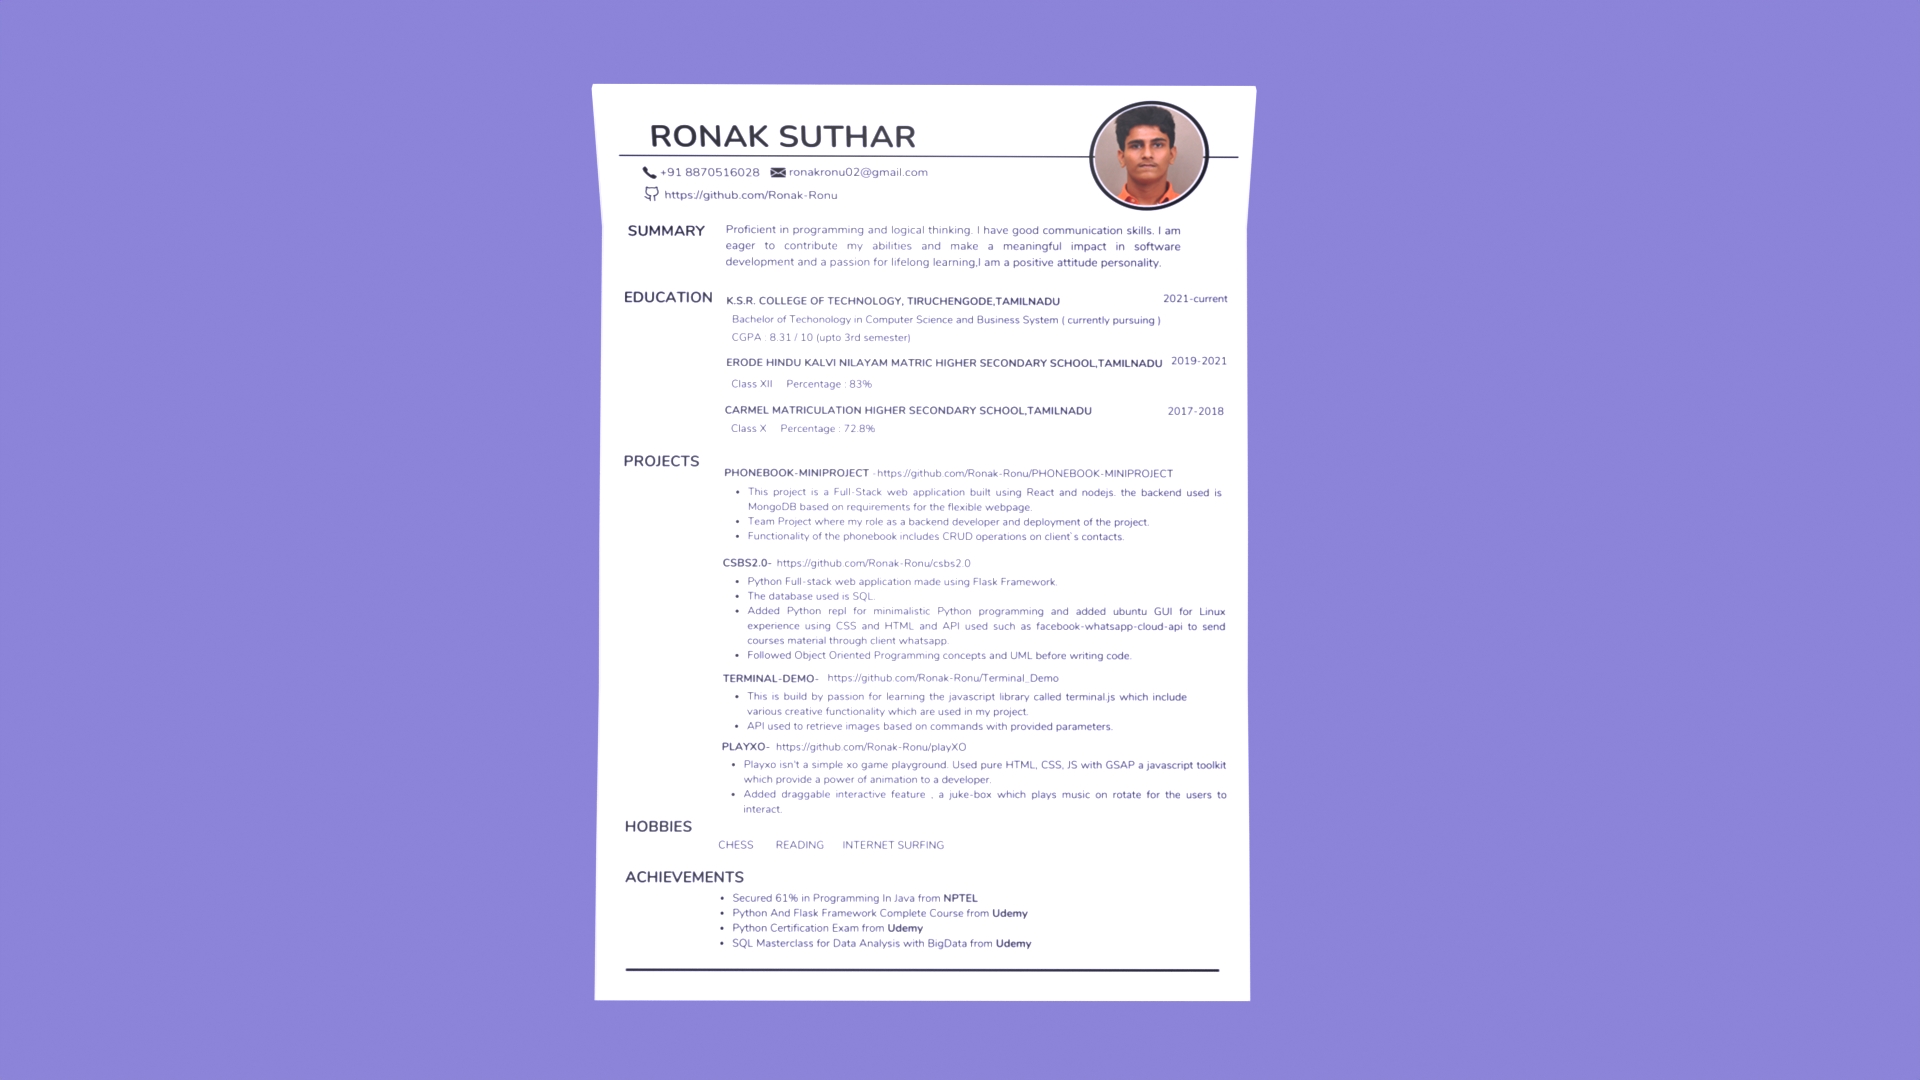 RONAK SUTHAR
+91 8870516028 ronakronu02@gmail.com
https://github.com/Ronak-Ronu
SUMMARY
Proficient in programming and logical thinking. I have good communication skills. I am
eager to contribute my abilities and make a meaningful impact in software
development and a passion for lifelong learning,I am a positive attitude personality.
EDUCATION
K.S.R. COLLEGE OF TECHNOLOGY, TIRUCHENGODE,TAMILNADU 2021-current
Bachelor of Techonology in Computer Science and Business System ( currently pursuing )
CGPA : 8.31 / 10 (upto 3rd semester)
ERODE HINDU KALVI NILAYAM MATRIC HIGHER SECONDARY SCHOOL,TAMILNADU 2019-2021
Class XII Percentage : 83%
CARMEL MATRICULATION HIGHER SECONDARY SCHOOL,TAMILNADU 2017-2018
Class X Percentage : 72.8%
PROJECTS
PHONEBOOK-MINIPROJECT - https://github.com/Ronak-Ronu/PHONEBOOK-MINIPROJECT
• This project is a Full-Stack web application built using React and nodejs. the backend used is
MongoDB based on requirements for the flexible webpage.
• Team Project where my role as a backend developer and deployment of the project.
• Functionality of the phonebook includes CRUD operations on client`s contacts.
CSBS2.0- https://github.com/Ronak-Ronu/csbs2.0
• Python Full-stack web application made using Flask Framework.
• The database used is SQL.
• Added Python repl for minimalistic Python programming and added ubuntu GUI for Linux
experience using CSS and HTML and API used such as facebook-whatsapp-cloud-api to send
courses material through client whatsapp.
• Followed Object Oriented Programming concepts and UML before writing code.
TERMINAL-DEMO- https://github.com/Ronak-Ronu/Terminal_Demo
• This is build by passion for learning the javascript library called terminal.js which include
various creative functionality which are used in my project.
• API used to retrieve images based on commands with provided parameters.
PLAYXO- https://github.com/Ronak-Ronu/playXO
• Playxo isn't a simple xo game playground. Used pure HTML, CSS, JS with GSAP a javascript toolkit
which provide a power of animation to a developer.
• Added draggable interactive feature , a juke-box which plays music on rotate for the users to
interact.
HOBBIES
CHESS READING INTERNET SURFING
ACHIEVEMENTS
• Secured 61% in Programming In Java from NPTEL
• Python And Flask Framework Complete Course from Udemy
• Python Certification Exam from Udemy
• SQL Masterclass for Data Analysis with BigData from Udemy